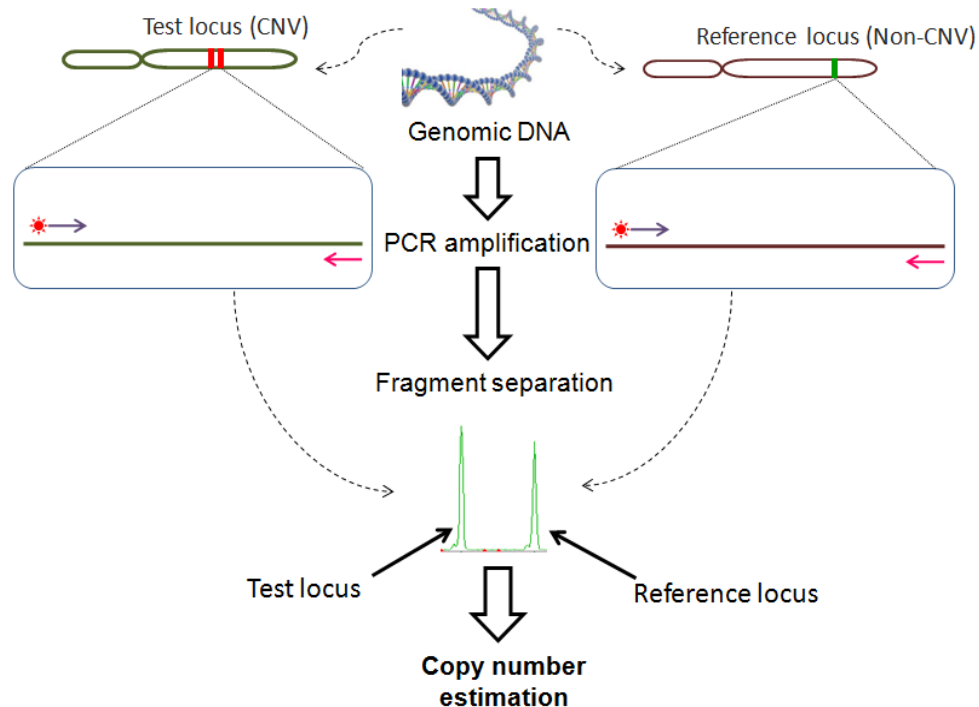 Test locus (CNV)
Reference locus (Non-CNV)
Genomic DNA
PCR amplification
Fragment separation
Test locus
Reference locus
Copy number
estimation